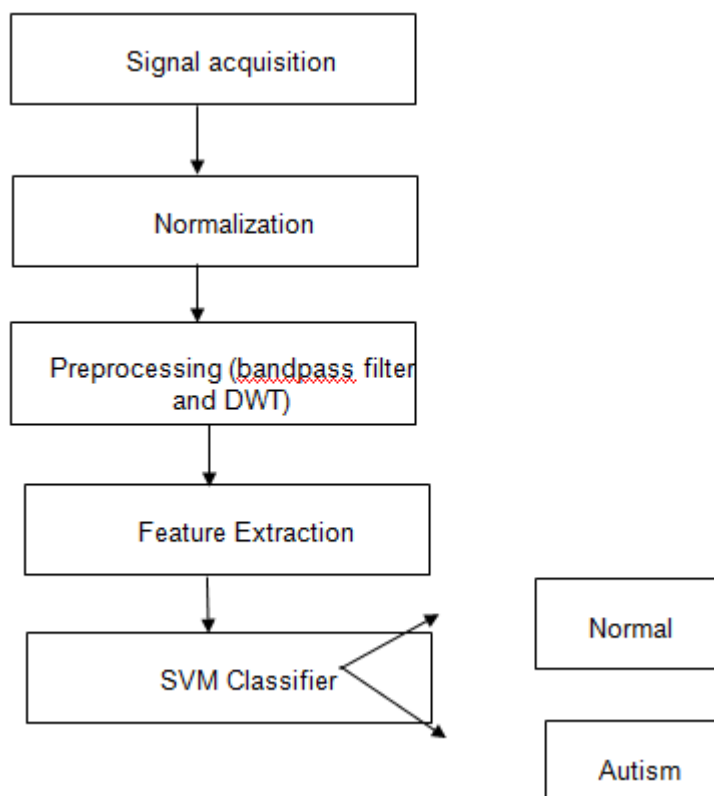 Signal acquisition
Normalization
Preprocessing (bandpass filter
and DWT)
Feature Extraction
SVM Classifier
Normal
Autism